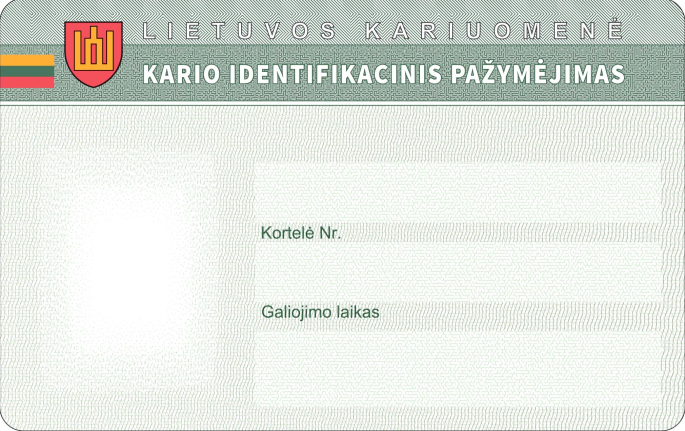 LIETUVOS KARIUOMENĖ
KARIO IDENTIFIKACINIS PAŽYMĖJIMAS
Kortelė Nr.
Galiojimo laikas